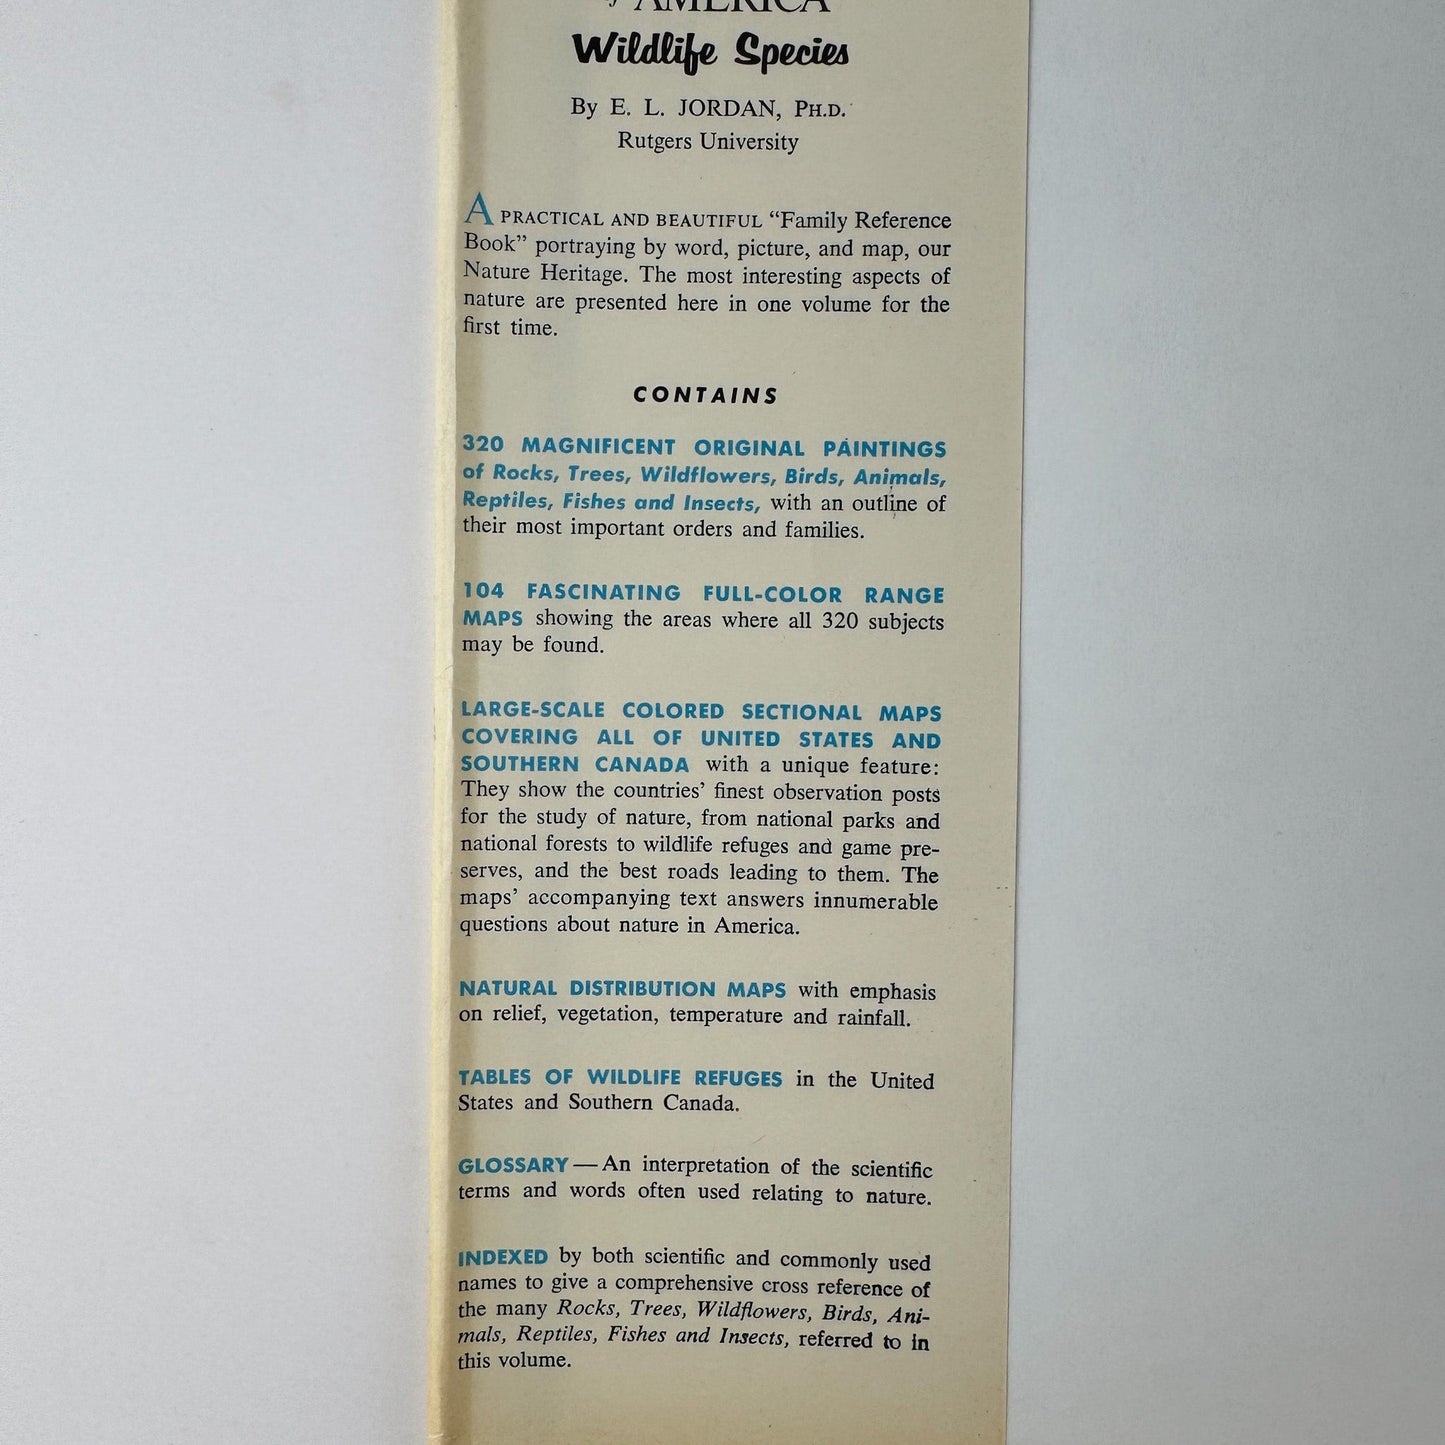 of AMERICA
Wildlife Species
By E. L. JORDAN, PH.D.
Rutgers University
A PRACTICAL AND BEAUTIFUL “Family Reference
Book” portraying by word, picture, and map, our
Nature Heritage. The most interesting aspects of
nature are presented here in one volume for the
first time.
CONTAINS
320 MAGNIFICENT ORIGINAL PAINTINGS
of Rocks, Trees, Wildflowers, Birds, Animals,
Reptiles, Fishes and Insects, with an outline of
their most important orders and families.
104 FASCINATING FULL-COLOR RANGE
MAPS showing the areas where all 320 subjects
may be found.
LARGE-SCALE COLORED SECTIONAL MAPS
COVERING ALL OF UNITED STATES AND
SOUTHERN CANADA with a unique feature:
They show the countries’ finest observation posts
for the study of nature, from national parks and
national forests to wildlife refuges and game pre-
serves, and the best roads leading to them. The
maps’ accompanying text answers innumerable
questions about nature in America.
NATURAL DISTRIBUTION MAPS with emphasis
on relief, vegetation, temperature and rainfall.
TABLES OF WILDLIFE REFUGES in the United
States and Southern Canada.
GLOSSARY—An interpretation of the scientific
terms and words often used relating to nature.
INDEXED by both scientific and commonly used
names to give a comprehensive cross reference of
the many Rocks, Trees, Wildflowers, Birds, Ani-
mals, Reptiles, Fishes and Insects, referred to in
this volume.